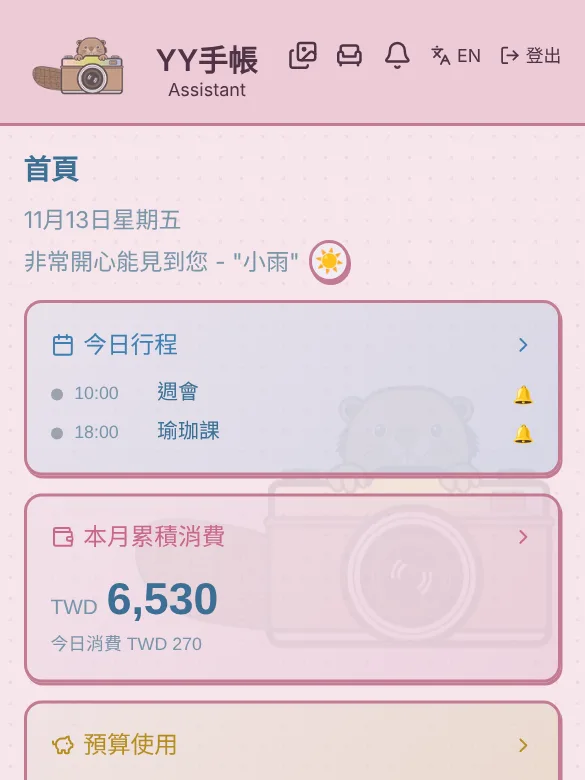 YY手帳
Assistant
EN
登出
首頁
11月13日星期五
非常開心能見到您 - "小雨"
今日行程
10:00 週會
18:00 瑜珈課
本月累積消費
TWD 6,530
今日消費 TWD 270
預算使用